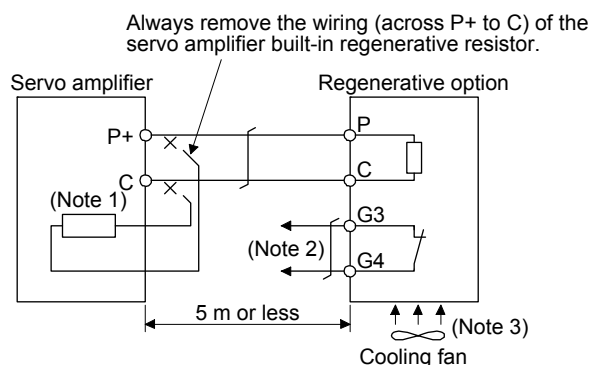 Always remove the wiring (across P+ to C) of the
servo amplifier built-in regenerative resistor.
Servo amplifier
Regenerative option
P+
P
C
C
(Note 1)
G3
(Note 2)
G4
5 m or less
(Note 3)
Cooling fan